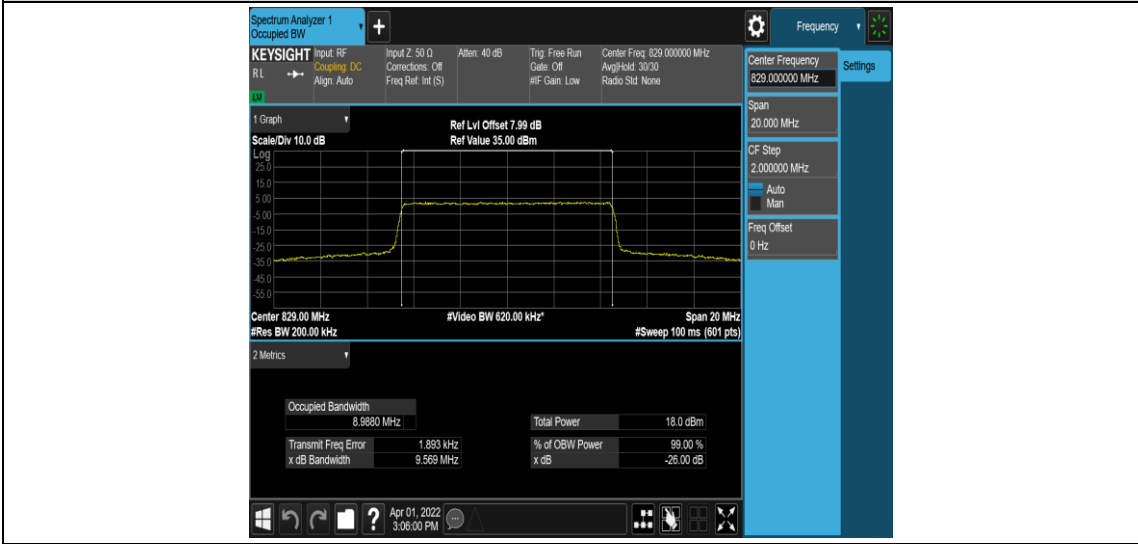 Spectrum Analyzer 1
Occupied BW
+
Frequency
KEYSIGHT
RL
Input: RF
Coupling: DC
Align: Auto
Input Z: 50 Ω
Corrections: Off
Freq Ref: Int (S)
Atten: 40 dB
Trig: Free Run
Gate: Off
#IF Gain: Low
Center Freq: 829.000000 MHz
Avg|Hold: 30/30
Radio Std: None
Center Frequency
829.000000 MHz
Settings
Span
20.000 MHz
CF Step
2.000000 MHz
Auto
Man
Freq Offset
0 Hz
1 Graph
Ref Lvl Offset 7.99 dB
Scale/Div 10.0 dB
Ref Value 35.00 dBm
Log
25.0
15.0
5.00
-5.00
-15.0
-25.0
-35.0
-45.0
-55.0
Center 829.00 MHz
#Video BW 620.00 kHz*
Span 20 MHz
#Res BW 200.00 kHz
#Sweep 100 ms (601 pts)
2 Metrics
Occupied Bandwidth
8.9880 MHz
Total Power 18.0 dBm
Transmit Freq Error 1.893 kHz
% of OBW Power 99.00 %
x dB Bandwidth 9.569 MHz
x dB -26.00 dB
?
Apr 01, 2022
3:06:00 PM